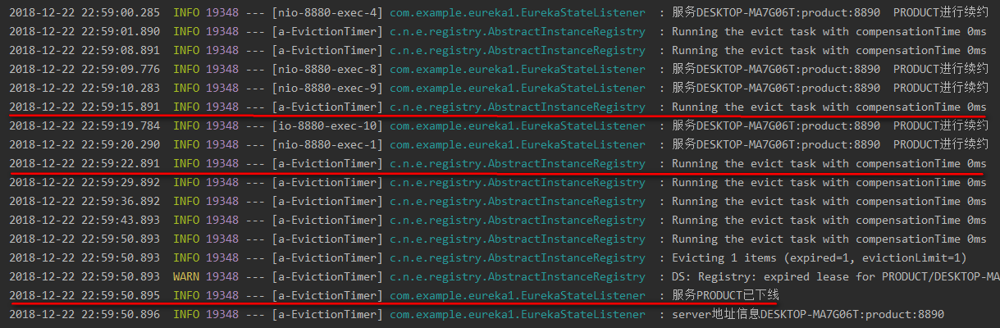 2018-12-22 22:59:00.285 INFO 19348 --- [nio-8880-exec-4] com.example.eureka1.EurekaStateListener : 服务DESKTOP-MA7G06T:product:8890 PRODUCT进行续约
2018-12-22 22:59:01.890 INFO 19348 --- [a-EvictionTimer] c.n.e.registry.AbstractInstanceRegistry : Running the evict task with compensationTime 0ms
2018-12-22 22:59:08.891 INFO 19348 --- [a-EvictionTimer] c.n.e.registry.AbstractInstanceRegistry : Running the evict task with compensationTime 0ms
2018-12-22 22:59:09.776 INFO 19348 --- [nio-8880-exec-8] com.example.eureka1.EurekaStateListener : 服务DESKTOP-MA7G06T:product:8890 PRODUCT进行续约
2018-12-22 22:59:10.283 INFO 19348 --- [nio-8880-exec-9] com.example.eureka1.EurekaStateListener : 服务DESKTOP-MA7G06T:product:8890 PRODUCT进行续约
2018-12-22 22:59:15.891 INFO 19348 --- [a-EvictionTimer] c.n.e.registry.AbstractInstanceRegistry : Running the evict task with compensationTime 0ms
2018-12-22 22:59:19.784 INFO 19348 --- [io-8880-exec-10] com.example.eureka1.EurekaStateListener : 服务DESKTOP-MA7G06T:product:8890 PRODUCT进行续约
2018-12-22 22:59:20.290 INFO 19348 --- [nio-8880-exec-1] com.example.eureka1.EurekaStateListener : 服务DESKTOP-MA7G06T:product:8890 PRODUCT进行续约
2018-12-22 22:59:22.891 INFO 19348 --- [a-EvictionTimer] c.n.e.registry.AbstractInstanceRegistry : Running the evict task with compensationTime 0ms
2018-12-22 22:59:29.892 INFO 19348 --- [a-EvictionTimer] c.n.e.registry.AbstractInstanceRegistry : Running the evict task with compensationTime 0ms
2018-12-22 22:59:36.892 INFO 19348 --- [a-EvictionTimer] c.n.e.registry.AbstractInstanceRegistry : Running the evict task with compensationTime 0ms
2018-12-22 22:59:43.893 INFO 19348 --- [a-EvictionTimer] c.n.e.registry.AbstractInstanceRegistry : Running the evict task with compensationTime 0ms
2018-12-22 22:59:50.893 INFO 19348 --- [a-EvictionTimer] c.n.e.registry.AbstractInstanceRegistry : Running the evict task with compensationTime 0ms
2018-12-22 22:59:50.893 INFO 19348 --- [a-EvictionTimer] c.n.e.registry.AbstractInstanceRegistry : Evicting 1 items (expired=1, evictionLimit=1)
2018-12-22 22:59:50.893 WARN 19348 --- [a-EvictionTimer] c.n.e.registry.AbstractInstanceRegistry : DS: Registry: expired lease for PRODUCT/DESKTOP-MA
2018-12-22 22:59:50.895 INFO 19348 --- [a-EvictionTimer] com.example.eureka1.EurekaStateListener : 服务PRODUCT已下线
2018-12-22 22:59:50.896 INFO 19348 --- [a-EvictionTimer] com.example.eureka1.EurekaStateListener : server地址信息DESKTOP-MA7G06T:product:8890